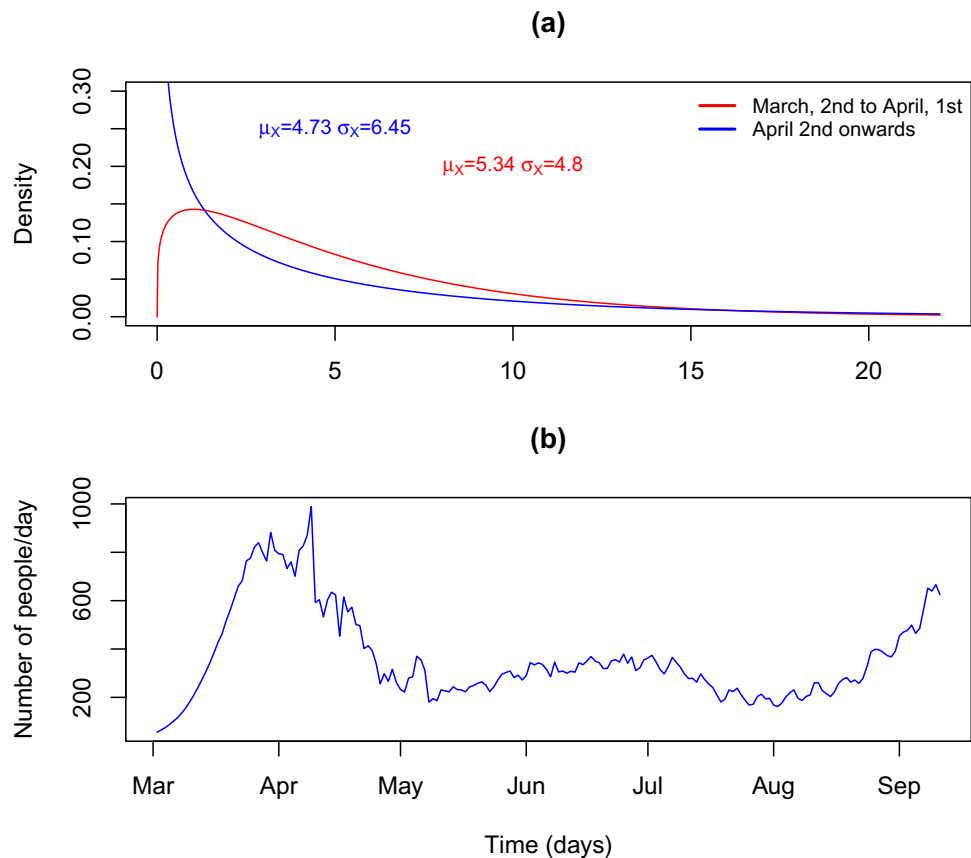 (a)
Density
0.00
0.10
0.20
0.30
μX=4.73 σX=6.45
μX=5.34 σX=4.8
March, 2nd to April, 1st
April 2nd onwards
0
5
10
15
20
(b)
Number of people/day
200
600
1000
Mar
Apr
May
Jun
Jul
Aug
Sep
Time (days)